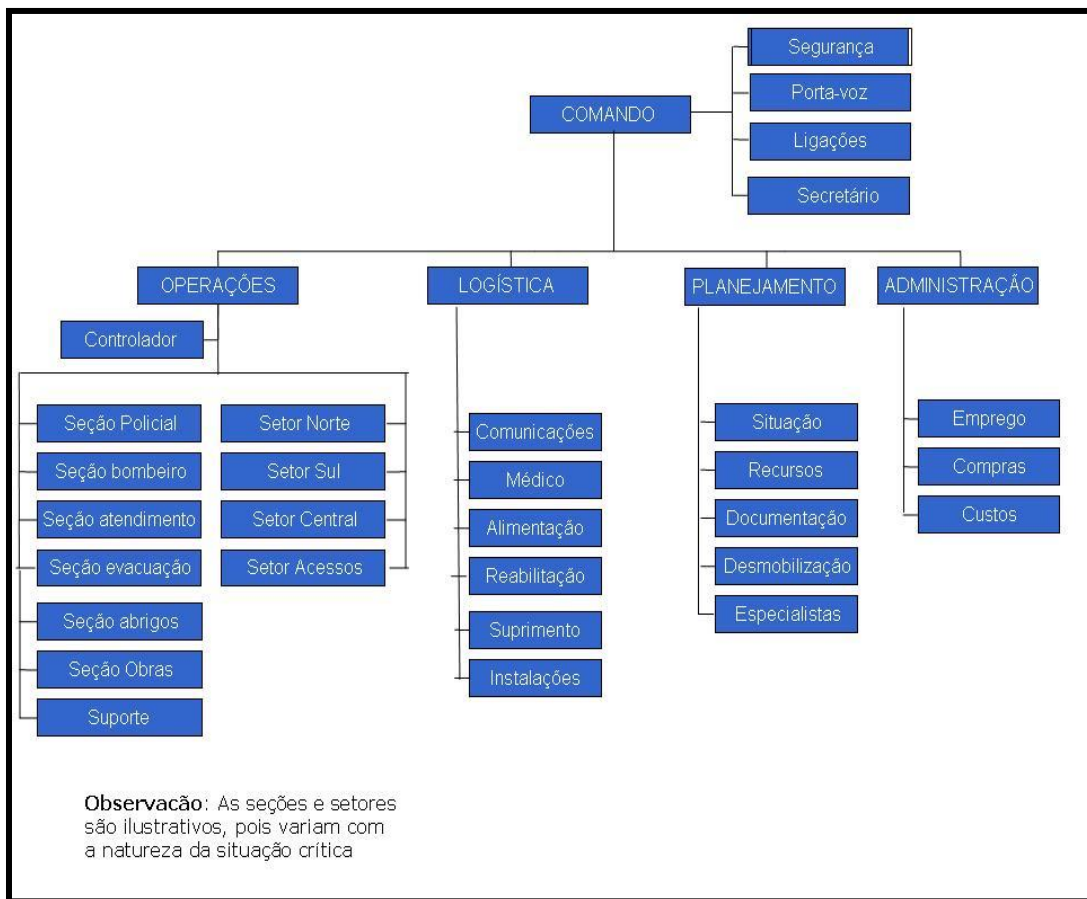 Segurança
Porta-voz
COMANDO
Ligações
Secretário
OPERAÇÕES
LOGÍSTICA
PLANEJAMENTO
ADMINISTRAÇÃO
Controlador
Seção Policial
Seção bombeiro
Seção atendimento
Seção evacuação
Seção abrigos
Seção Obras
Suporte
Setor Norte
Setor Sul
Setor Central
Setor Acessos
Comunicações
Médico
Alimentação
Reabilitação
Suprimento
Instalações
Situação
Recursos
Documentação
Desmobilização
Especialistas
Emprego
Compras
Custos
Observacão: As seções e setores
são ilustrativos, pois variam com
a natureza da situação crítica